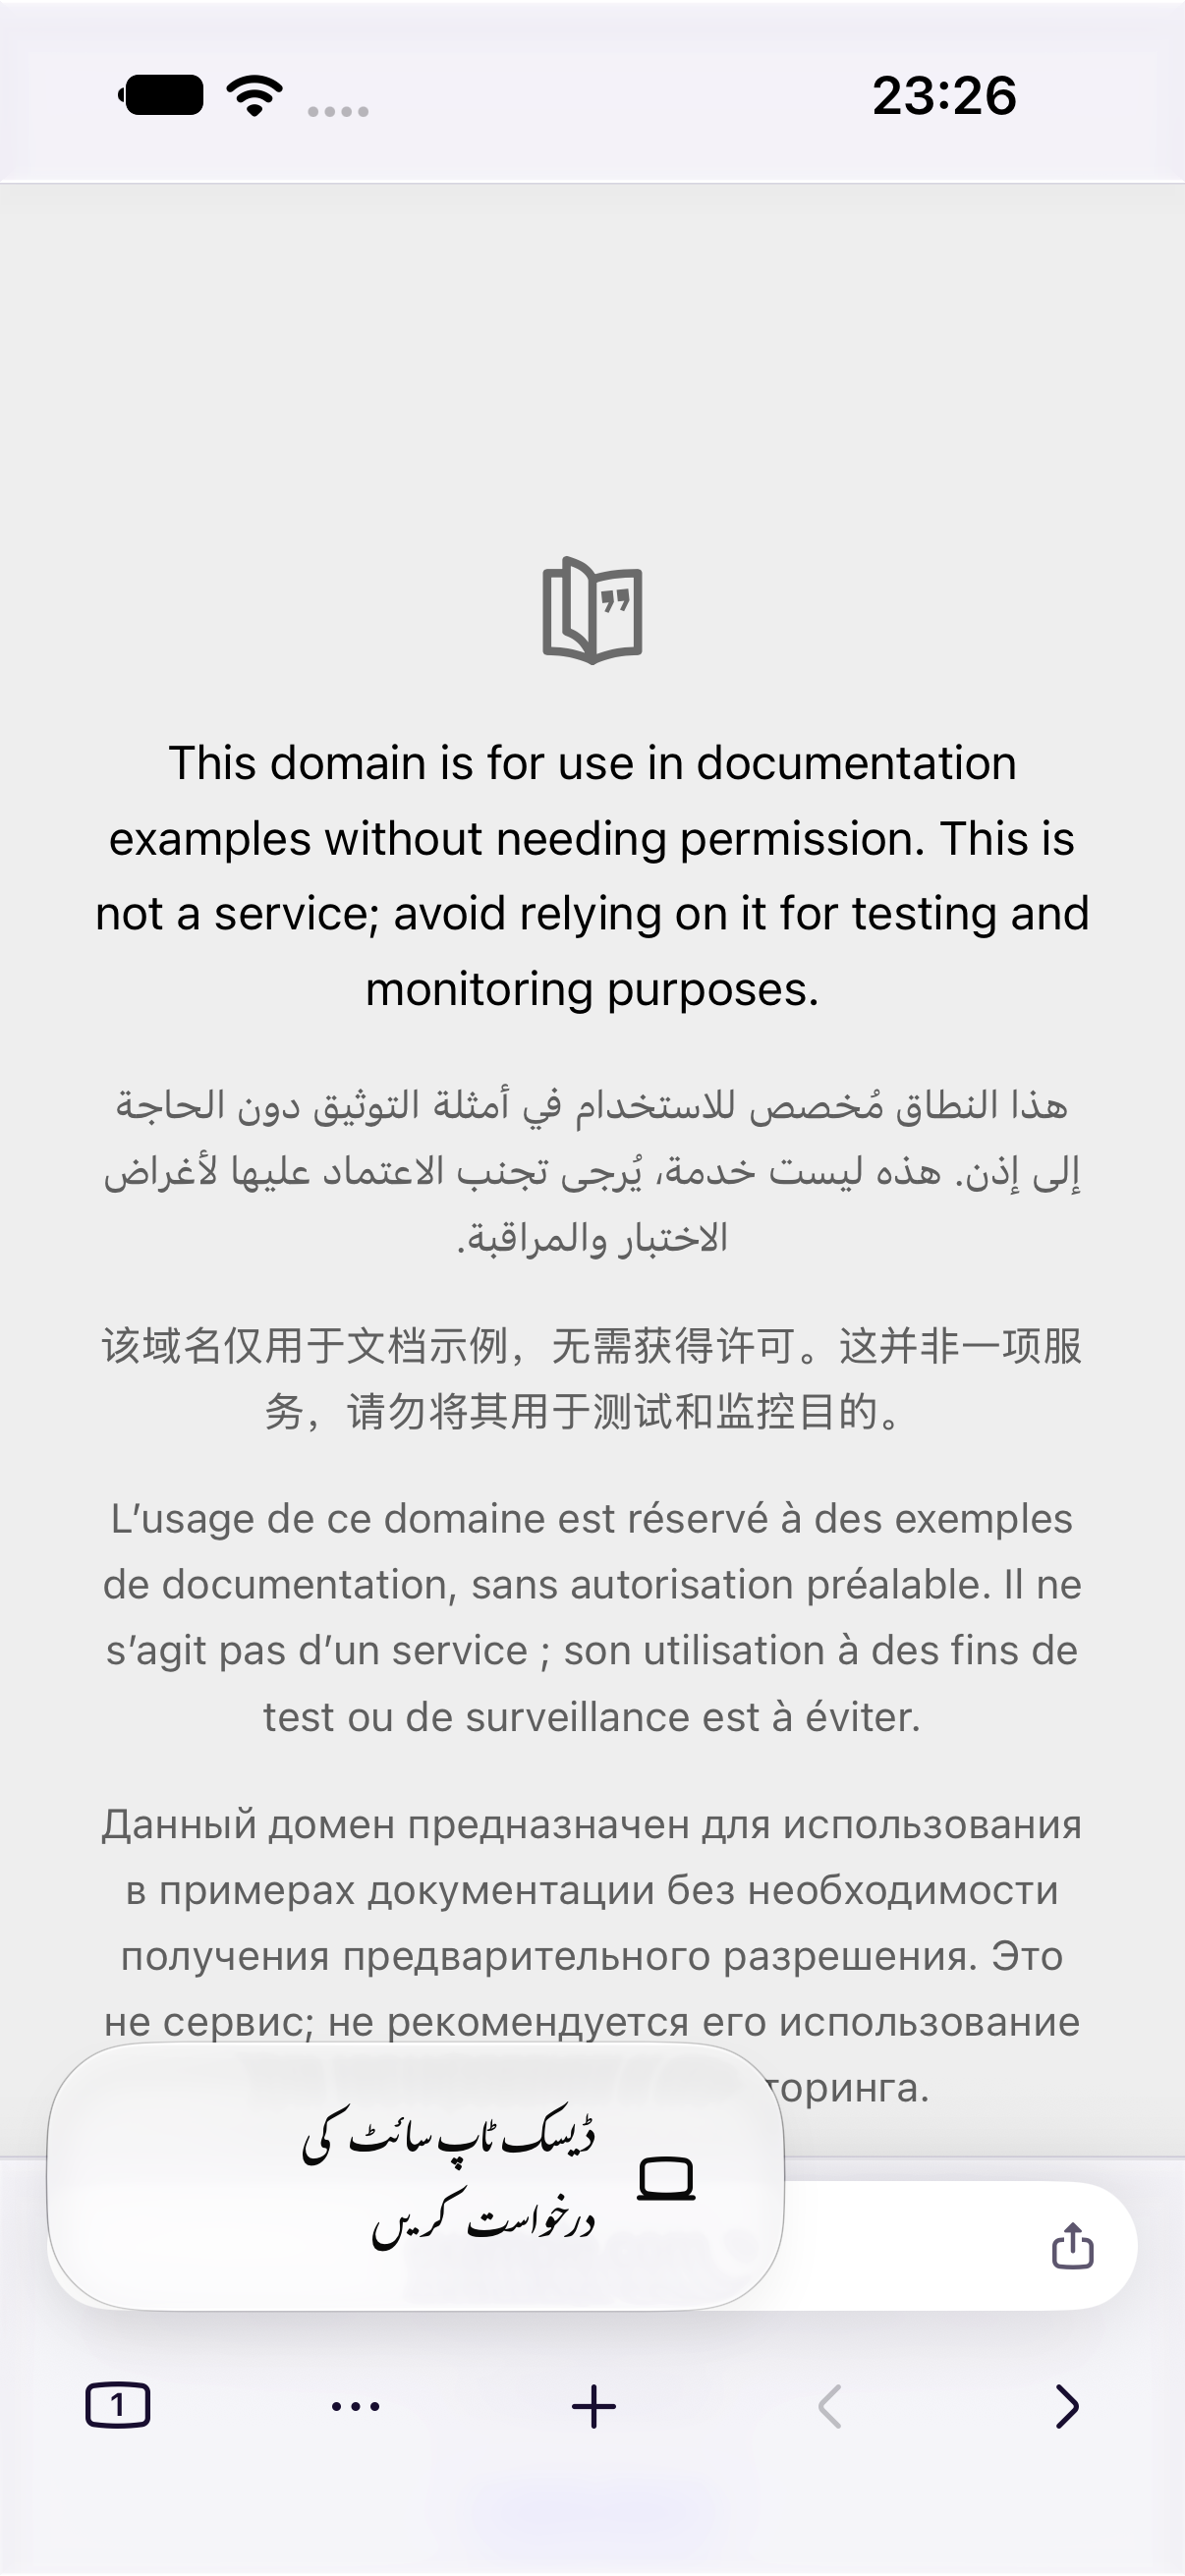 23:26
This domain is for use in documentation
examples without needing permission. This is
not a service; avoid relying on it for testing and
monitoring purposes.
هذا النطاق مُخصص للاستخدام في أمثلة التوثيق دون الحاجة
إلى إذن. هذه ليست خدمة، يُرجى تجنب الاعتماد عليها لأغراض
الاختبار والمراقبة.
该域名仅用于文档示例，无需获得许可。这并非一项服
务，请勿将其用于测试和监控目的。
L’usage de ce domaine est réservé à des exemples
de documentation, sans autorisation préalable. Il ne
s’agit pas d’un service ; son utilisation à des fins de
test ou de surveillance est à éviter.
Данный домен предназначен для использования
в примерах документации без необходимости
получения предварительного разрешения. Это
не сервис; не рекомендуется его использование
торинга.
ڈیسک ٹاپ سائٹ کی
درخواست کریں
1